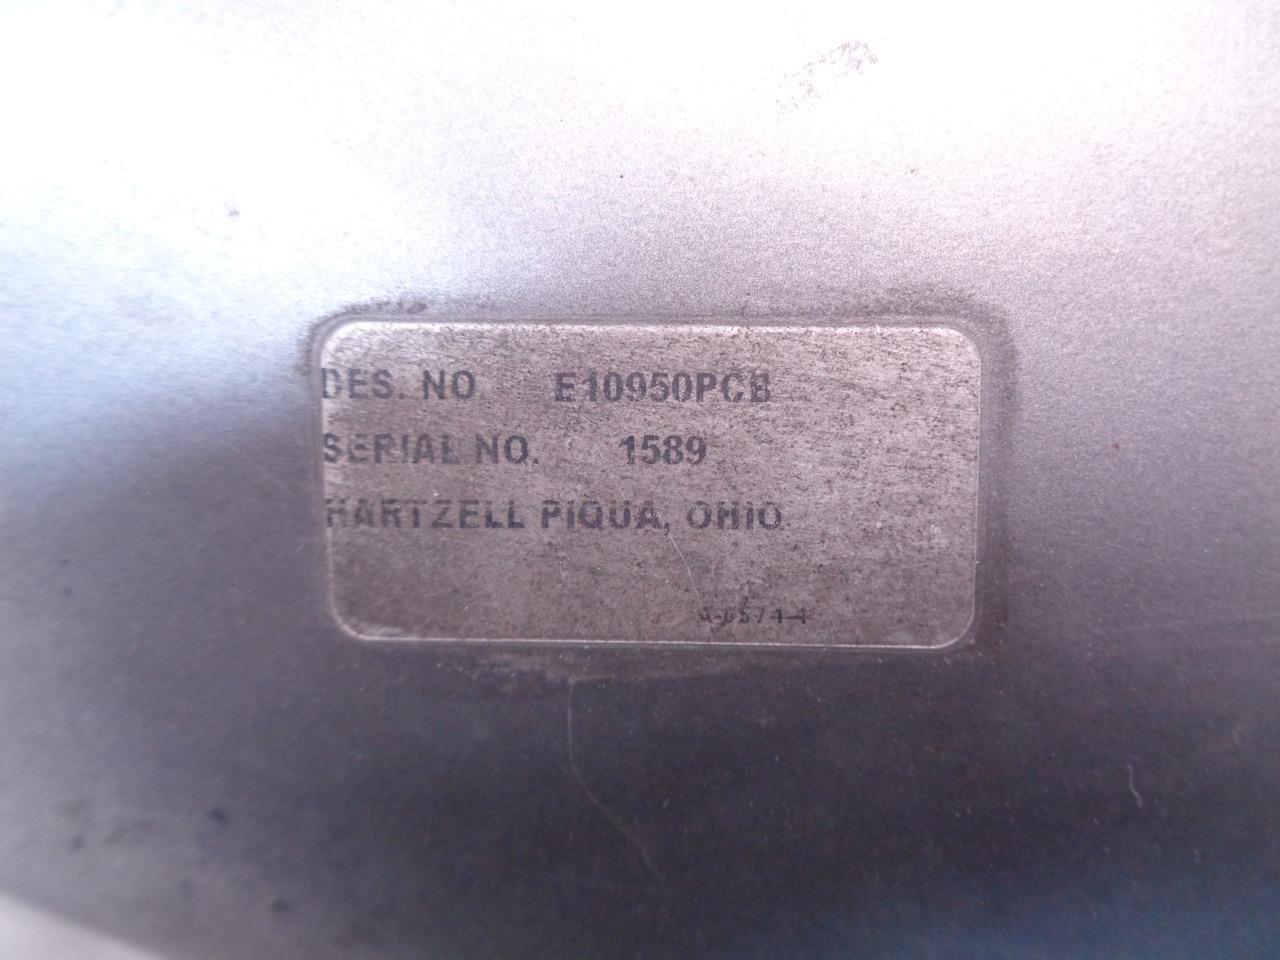 DES. NO. E10950PCB
SERIAL NO. 1589
HARTZELL PIQUA, OHIO